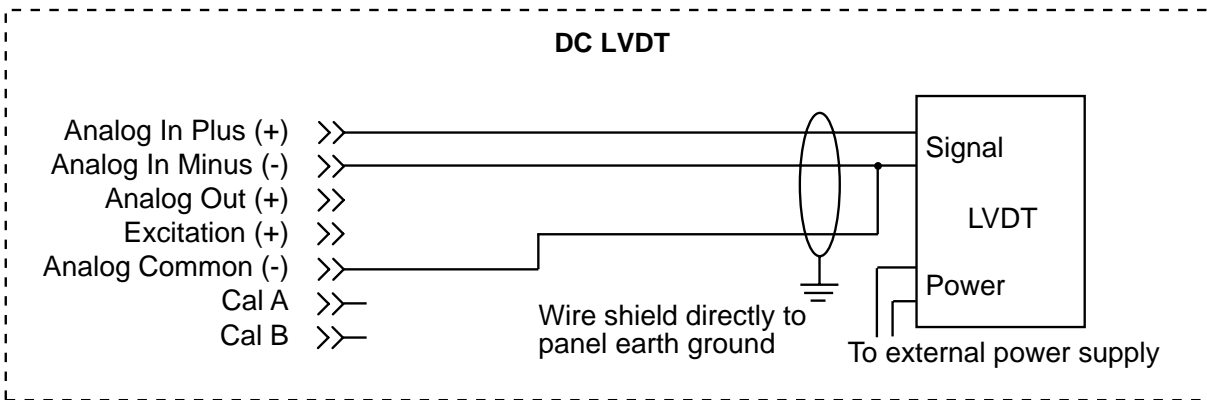 DC LVDT
Analog In Plus (+)
Analog In Minus (-)
Analog Out (+)
Excitation (+)
Analog Common (-)
Cal A
Cal B
Signal
LVDT
Power
Wire shield directly to
panel earth ground
To external power supply